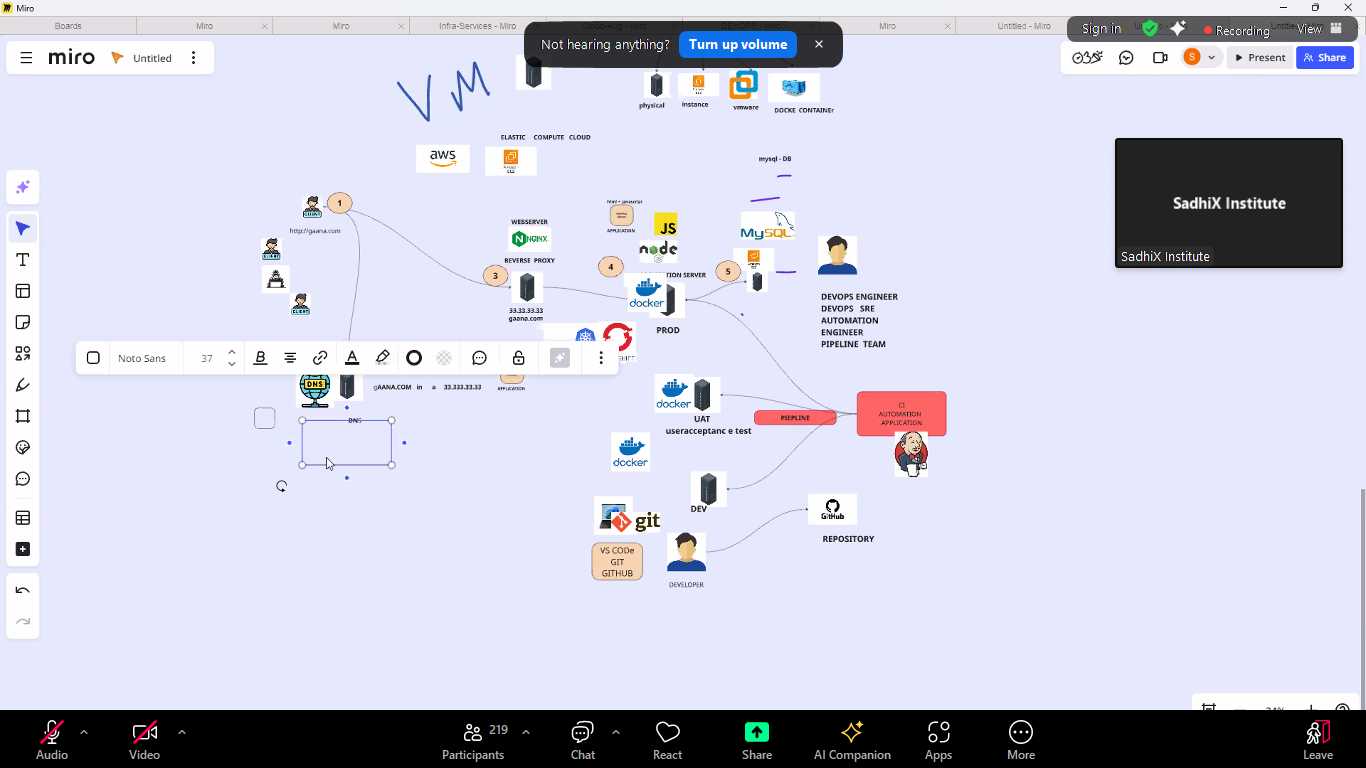 Miro
Boards
Miro
Miro
Infra-Services - Miro
Miro
Untitled - Miro
Sign in
Recording
View
miro
Untitled
Not hearing anything?
Turn up volume
S
Present
Share
VM
physical
instance
vmware
DOCKE CONTAINEr
ELASTIC COMPUTE CLOUD
aws
mysql - DB
CLIENT
1
http://gaana.com
CLIENT
CLIENT
WEBSERVER
NGINX
REVERSE PROXY
3
33.33.33.33
gaana.com
html + javascript
APPLICATION
JS
node
4
SERVER
docker
PROD
MySQL
5
DEVOPS ENGINEER
DEVOPS SRE
AUTOMATION
ENGINEER
PIPELINE TEAM
SadhiX Institute
SadhiX Institute
Noto Sans
37
B
A
DNS
gAANA.COM in a 33.333.33.33
APPLICATION
DNS
docker
UAT
useracceptanc e test
PIEPLINE
CI
AUTOMATION
APPLICATION
docker
DEV
git
GitHub
REPOSITORY
VS CODe
GIT
GITHUB
DEVELOPER
Audio
Video
Participants
219
Chat
React
Share
AI Companion
Apps
More
Leave